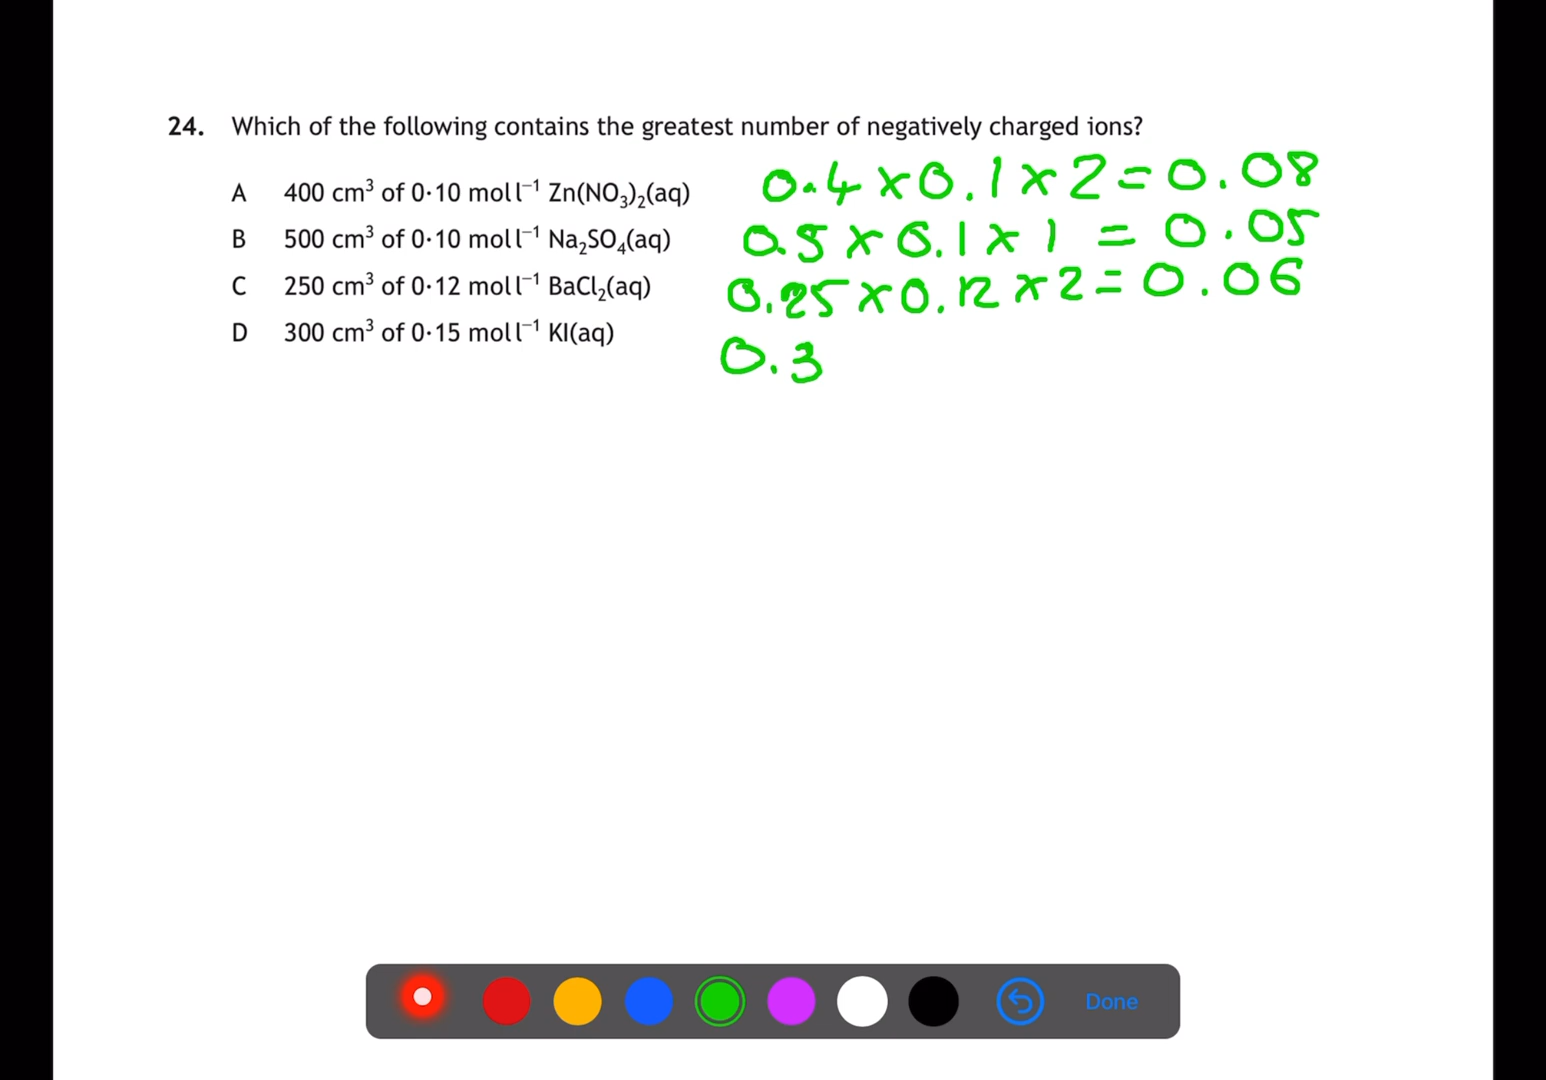 24. Which of the following contains the greatest number of negatively charged ions?
A 400 cm³ of 0·10 mol l⁻¹ Zn(NO₃)₂(aq) 0.4 × 0.1 × 2 = 0.08
B 500 cm³ of 0·10 mol l⁻¹ Na₂SO₄(aq) 0.5 × 0.1 × 1 = 0.05
C 250 cm³ of 0·12 mol l⁻¹ BaCl₂(aq) 0.25 × 0.12 × 2 = 0.06
D 300 cm³ of 0·15 mol l⁻¹ KI(aq) 0.3
Done